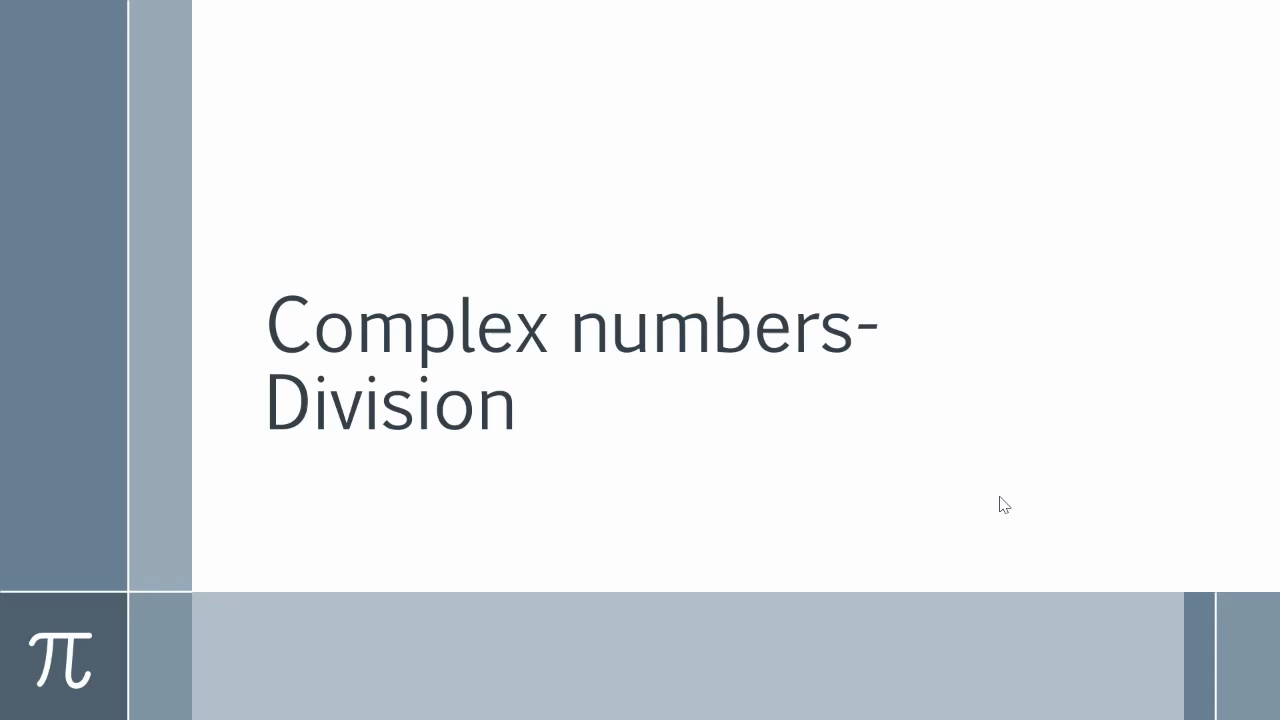 Complex numbers-
Division
π